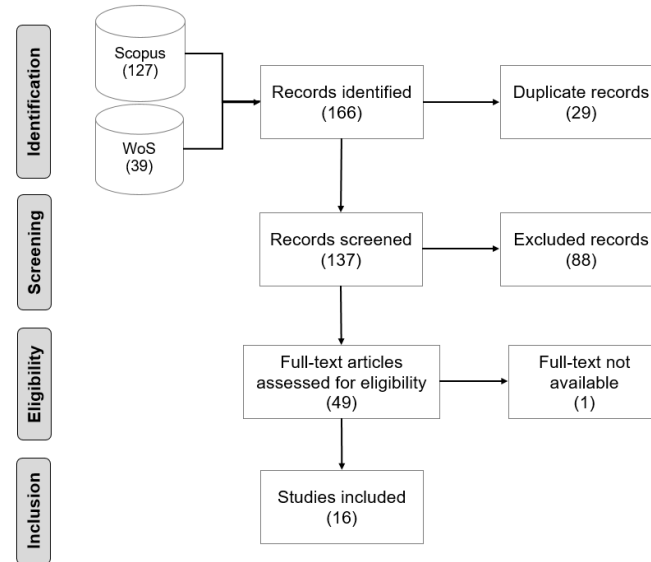 Identification
Scopus
(127)
WoS
(39)
Records identified
(166)
Duplicate records
(29)
Screening
Records screened
(137)
Excluded records
(88)
Eligibility
Full-text articles
assessed for eligibility
(49)
Full-text not
available
(1)
Inclusion
Studies included
(16)